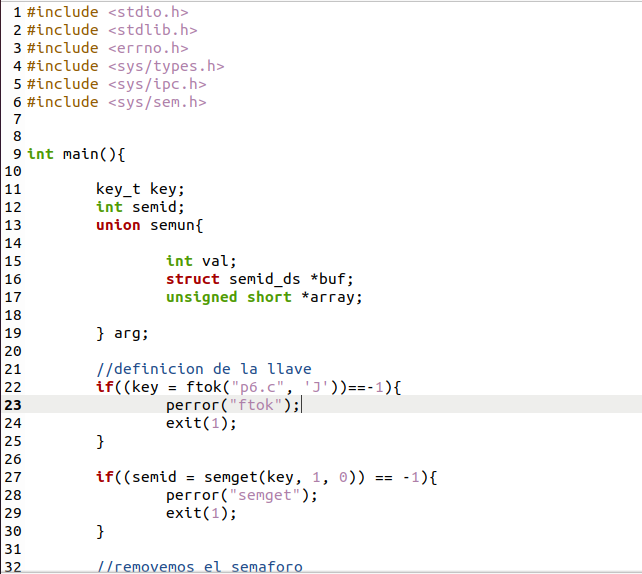 1 #include <stdio.h>
2 #include <stdlib.h>
3 #include <errno.h>
4 #include <sys/types.h>
5 #include <sys/ipc.h>
6 #include <sys/sem.h>
7
8
9 int main(){
10
11 key_t key;
12 int semid;
13 union semun{
14
15 int val;
16 struct semid_ds *buf;
17 unsigned short *array;
18
19 } arg;
20
21 //definicion de la llave
22 if((key = ftok("p6.c", 'J'))==-1){
23 perror("ftok");
24 exit(1);
25 }
26
27 if((semid = semget(key, 1, 0)) == -1){
28 perror("semget");
29 exit(1);
30 }
31
32 //removemos el semaforo